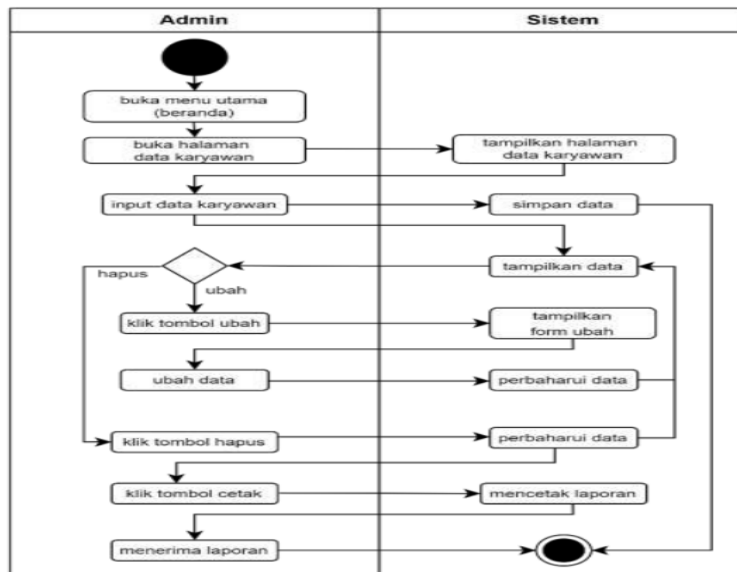 Admin
Sistem
buka menu utama
(beranda)
buka halaman
data karyawan
tampilkan halaman
data karyawan
input data karyawan
simpan data
hapus
tampilkan data
ubah
klik tombol ubah
tampilkan
form ubah
ubah data
perbaharui data
klik tombol hapus
perbaharui data
klik tombol cetak
mencetak laporan
menerima laporan